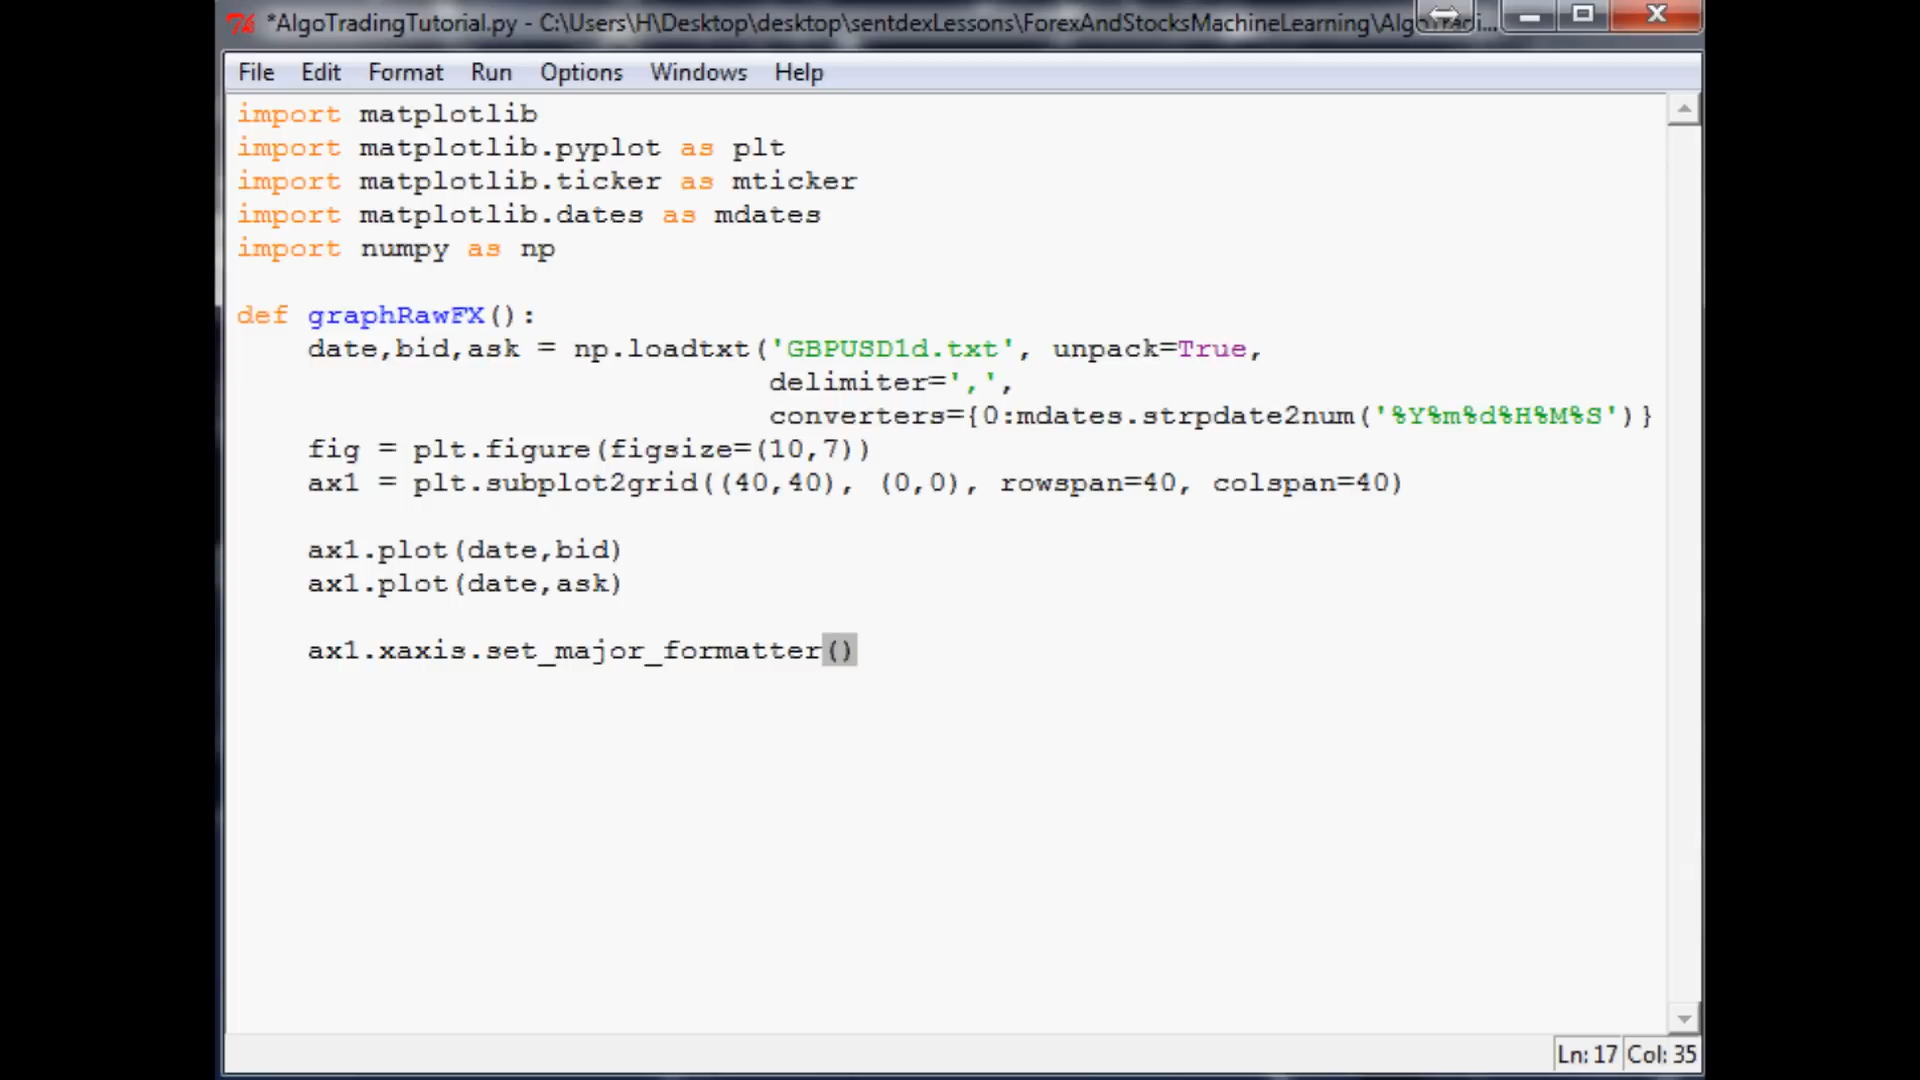 *AlgoTradingTutorial.py - C:\Users\H\Desktop\desktop\sentdexLessons\ForexAndStocksMachineLearning\AlgoTradi...
File Edit Format Run Options Windows Help
import matplotlib
import matplotlib.pyplot as plt
import matplotlib.ticker as mticker
import matplotlib.dates as mdates
import numpy as np
def graphRawFX():
date,bid,ask = np.loadtxt('GBPUSD1d.txt', unpack=True,
delimiter=',',
converters={0:mdates.strpdate2num('%Y%m%d%H%M%S')}
fig = plt.figure(figsize=(10,7))
ax1 = plt.subplot2grid((40,40), (0,0), rowspan=40, colspan=40)
ax1.plot(date,bid)
ax1.plot(date,ask)
ax1.xaxis.set_major_formatter()
Ln: 17 Col: 35